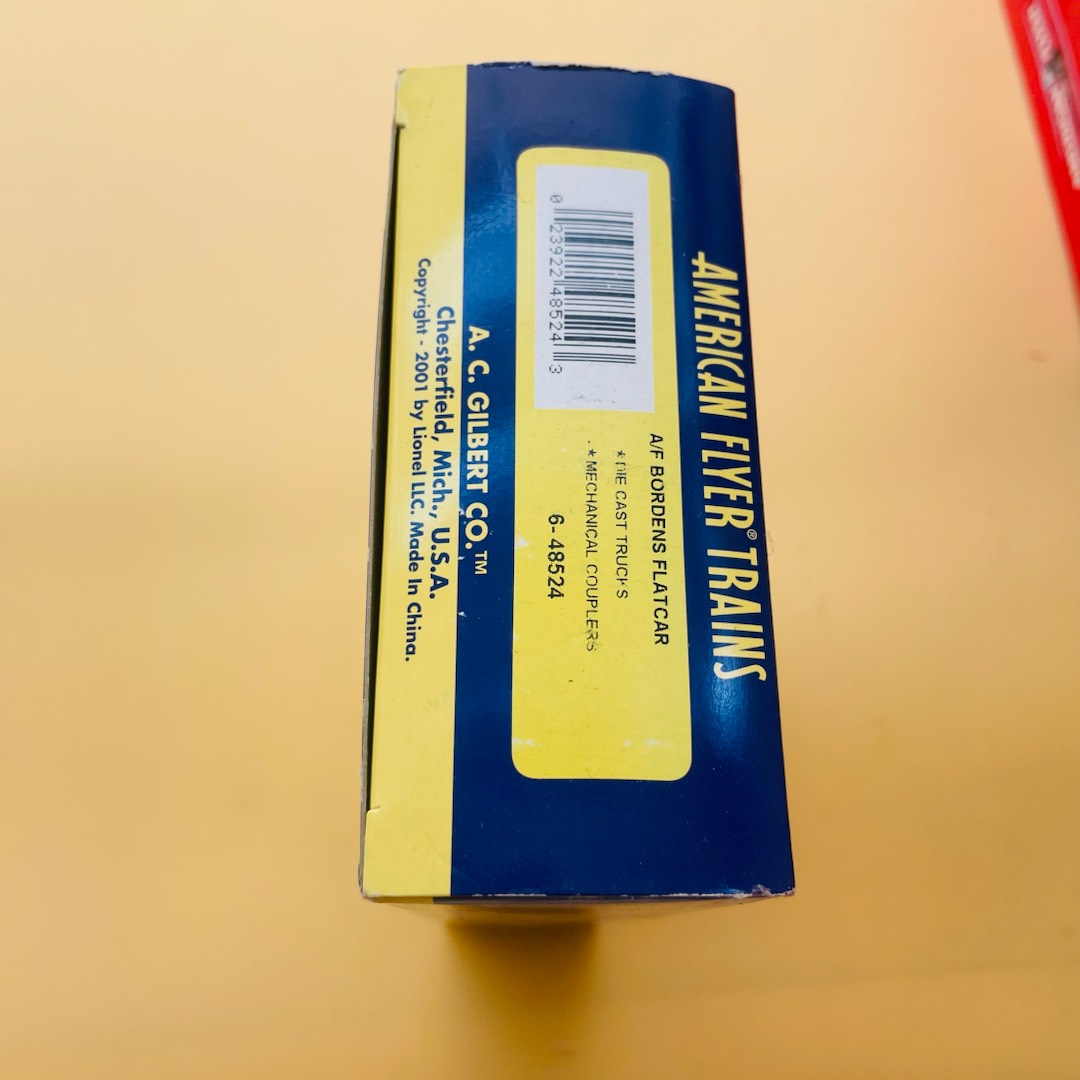 AMERICAN FLYER® TRAINS
A/F BORDENS FLATCAR
* DIE CAST TRUCKS
* MECHANICAL COUPLERS
6-48524
0 23922 48524 3
A. C. GILBERT CO.™
Chesterfield, Mich., U.S.A.
Copyright - 2001 by Lionel LLC. Made In China.